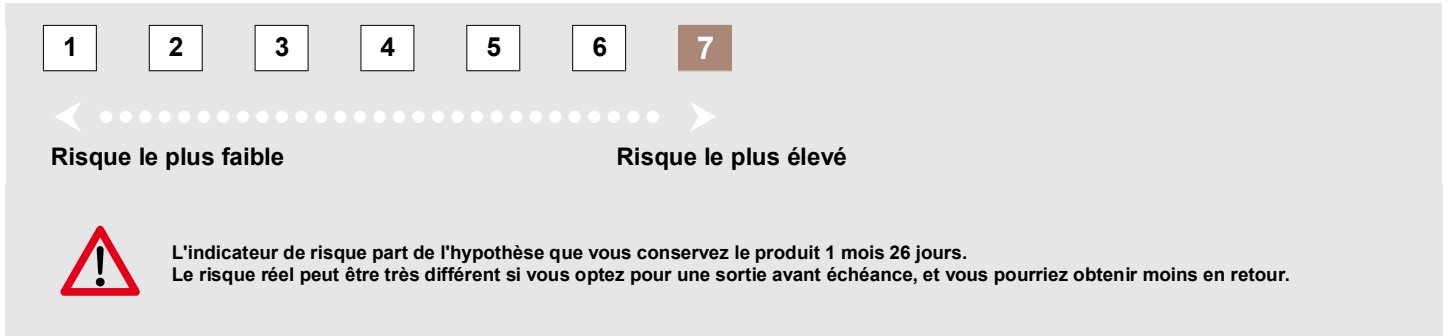 1 2 3 4 5 6 7
Risque le plus faible Risque le plus élevé
L'indicateur de risque part de l'hypothèse que vous conservez le produit 1 mois 26 jours.
Le risque réel peut être très différent si vous optez pour une sortie avant échéance, et vous pourriez obtenir moins en retour.